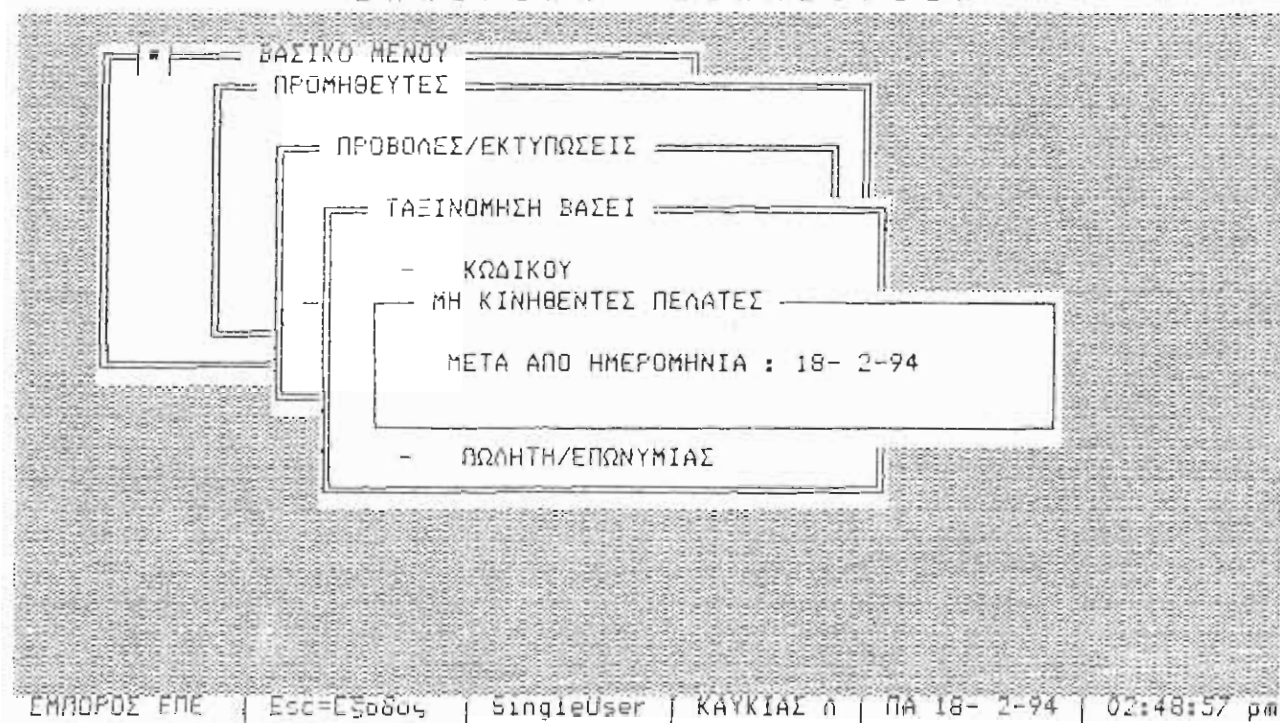 ΒΑΣΙΚΟ ΜΕΝΟΥ
ΠΡΟΜΗΘΕΥΤΕΣ
ΠΡΟΒΟΛΕΣ/ΕΚΤΥΠΩΣΕΙΣ
ΤΑΞΙΝΟΜΗΣΗ ΒΑΣΕΙ
- ΚΩΔΙΚΟΥ
ΜΗ ΚΙΝΗΘΕΝΤΕΣ ΠΕΛΑΤΕΣ
ΜΕΤΑ ΑΠΟ ΗΜΕΡΟΜΗΝΙΑ : 18- 2-94
- ΠΩΛΗΤΗ/ΕΠΩΝΥΜΙΑΣ
ΕΜΠΟΡΟΣ ΕΠΕ | Esc=Εξοδος | SingleUser | ΚΑΥΚΙΑΣ Λ | ΠΑ 18- 2-94 | 02:48:57 pm